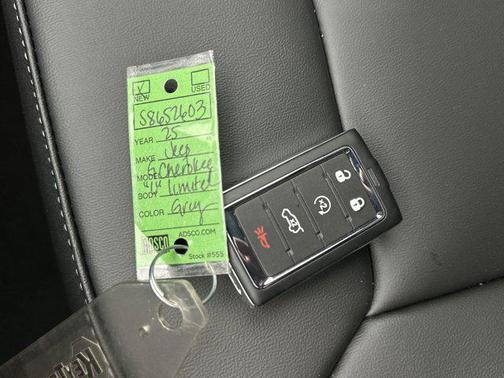 ✓
NEW
USED
S8652603
YEAR 25
MAKE Jeep
MODEL G Cherokee
BODY 4x4 limited
COLOR Grey
ADSCO ADSCO.COM
Stock #555